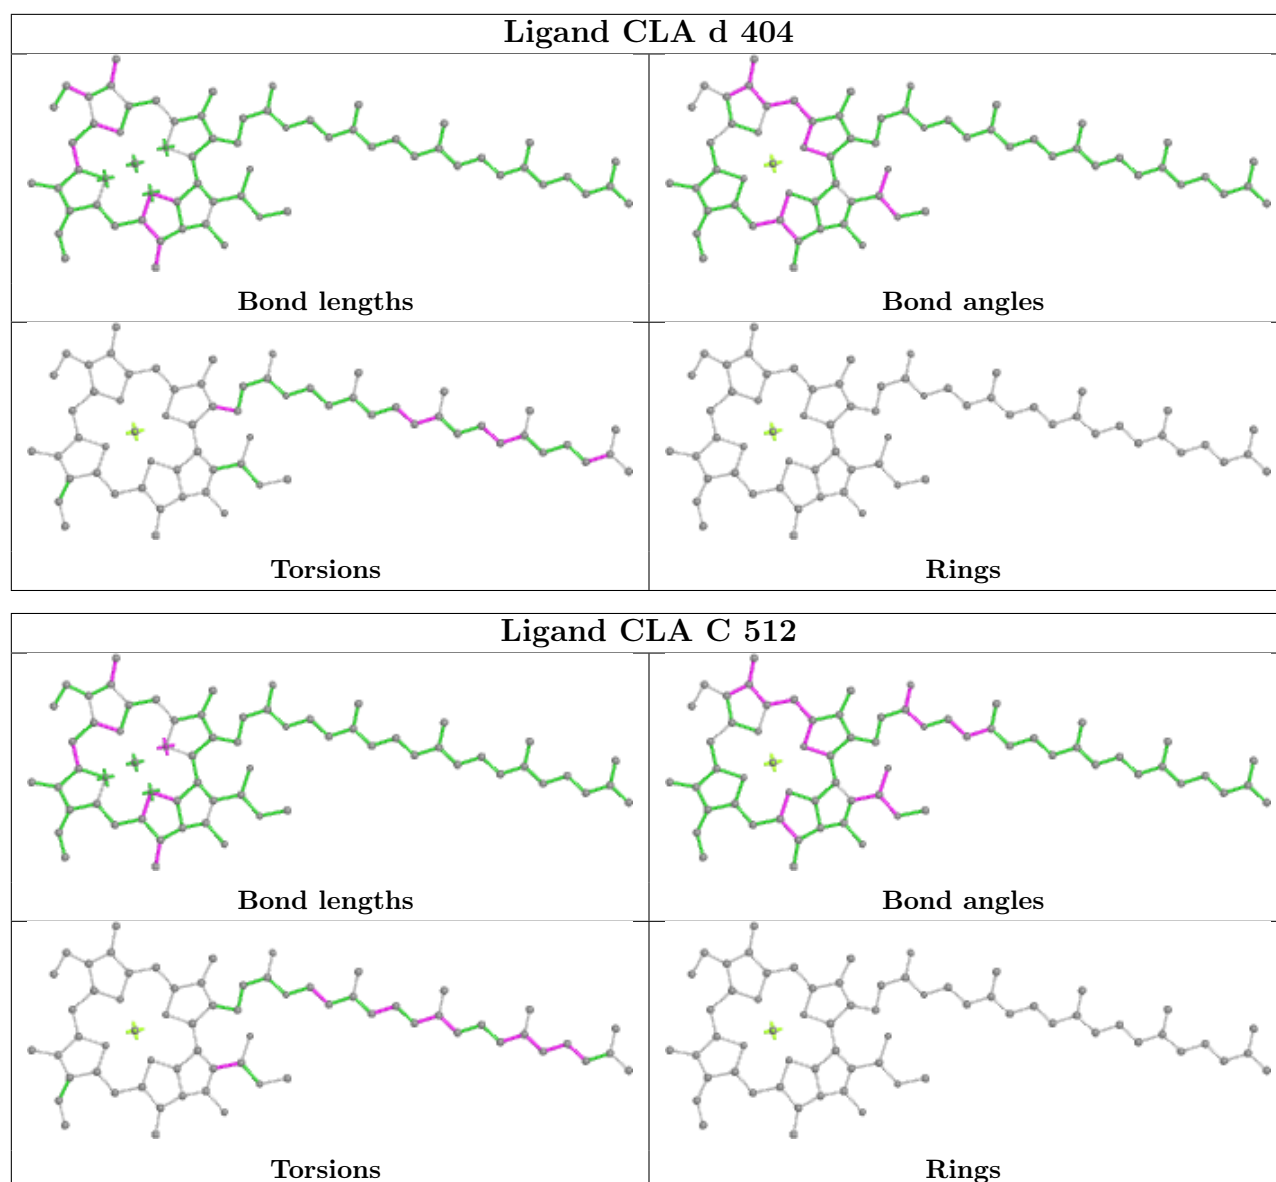 Ligand CLA d 404
Bond lengths
Bond angles
Torsions
Rings
Ligand CLA C 512
Bond lengths
Bond angles
Torsions
Rings